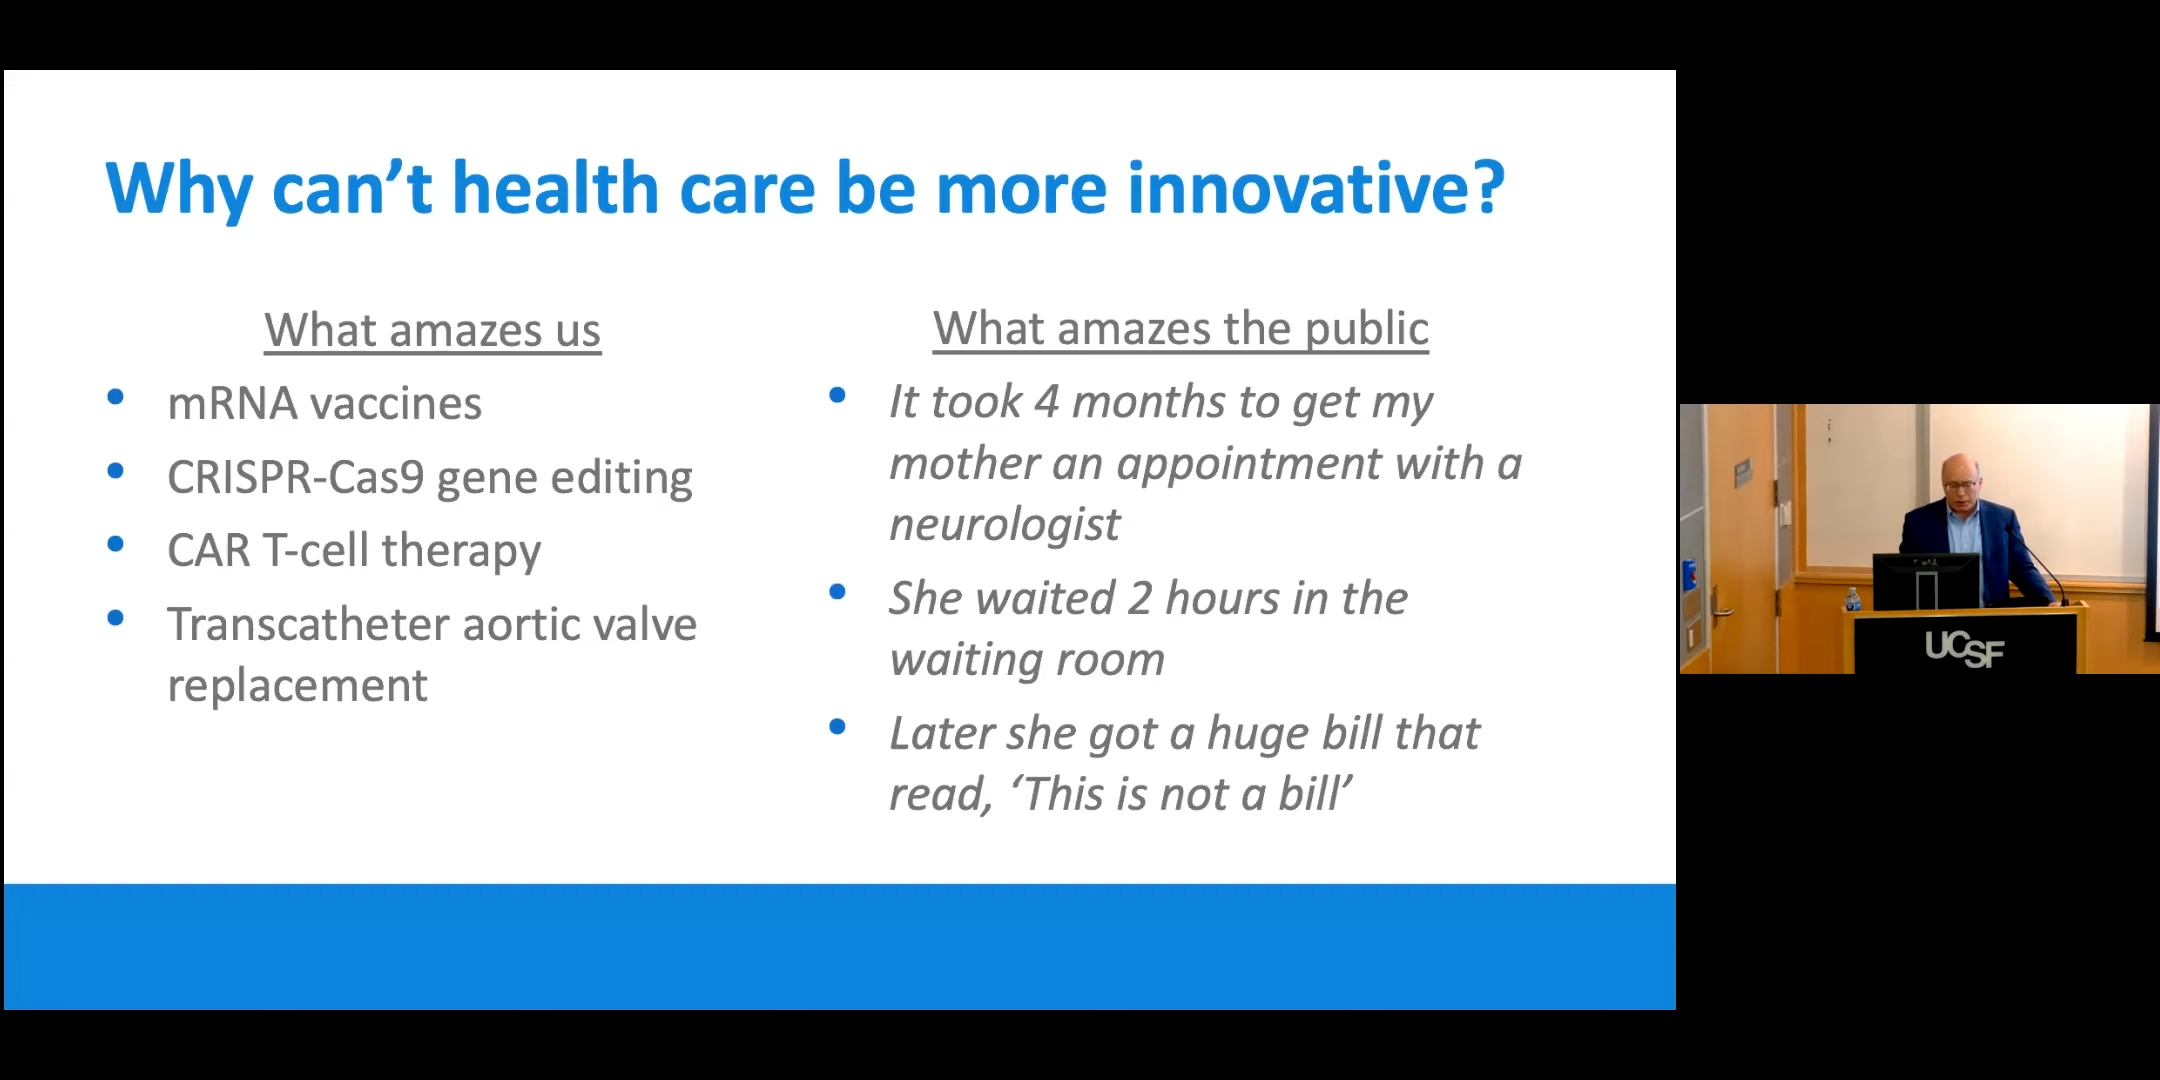 Why can’t health care be more innovative?
What amazes us
mRNA vaccines
CRISPR-Cas9 gene editing
CAR T-cell therapy
Transcatheter aortic valve
replacement
What amazes the public
It took 4 months to get my
mother an appointment with a
neurologist
She waited 2 hours in the
waiting room
Later she got a huge bill that
read, ‘This is not a bill’
UCSF